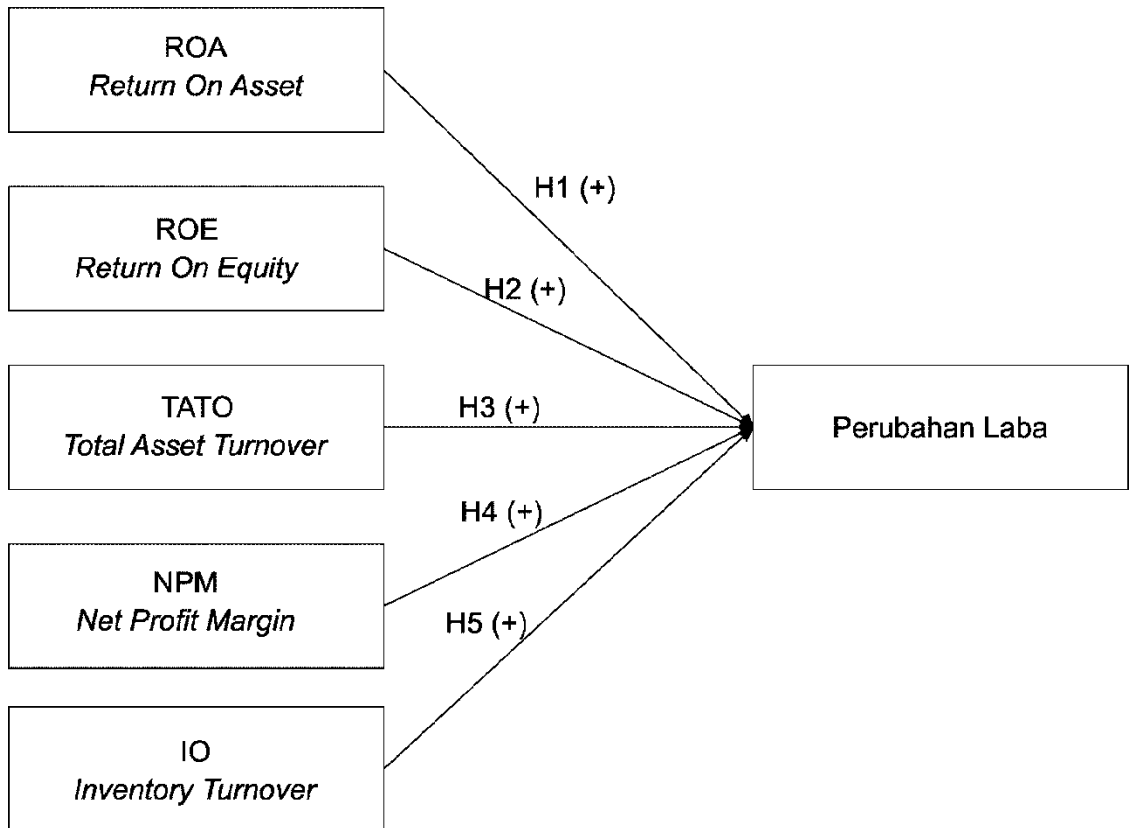 ROA
Return On Asset
H1 (+)
ROE
Return On Equity
H2 (+)
TATO
Total Asset Turnover
H3 (+)
Perubahan Laba
H4 (+)
NPM
Net Profit Margin
H5 (+)
IO
Inventory Turnover